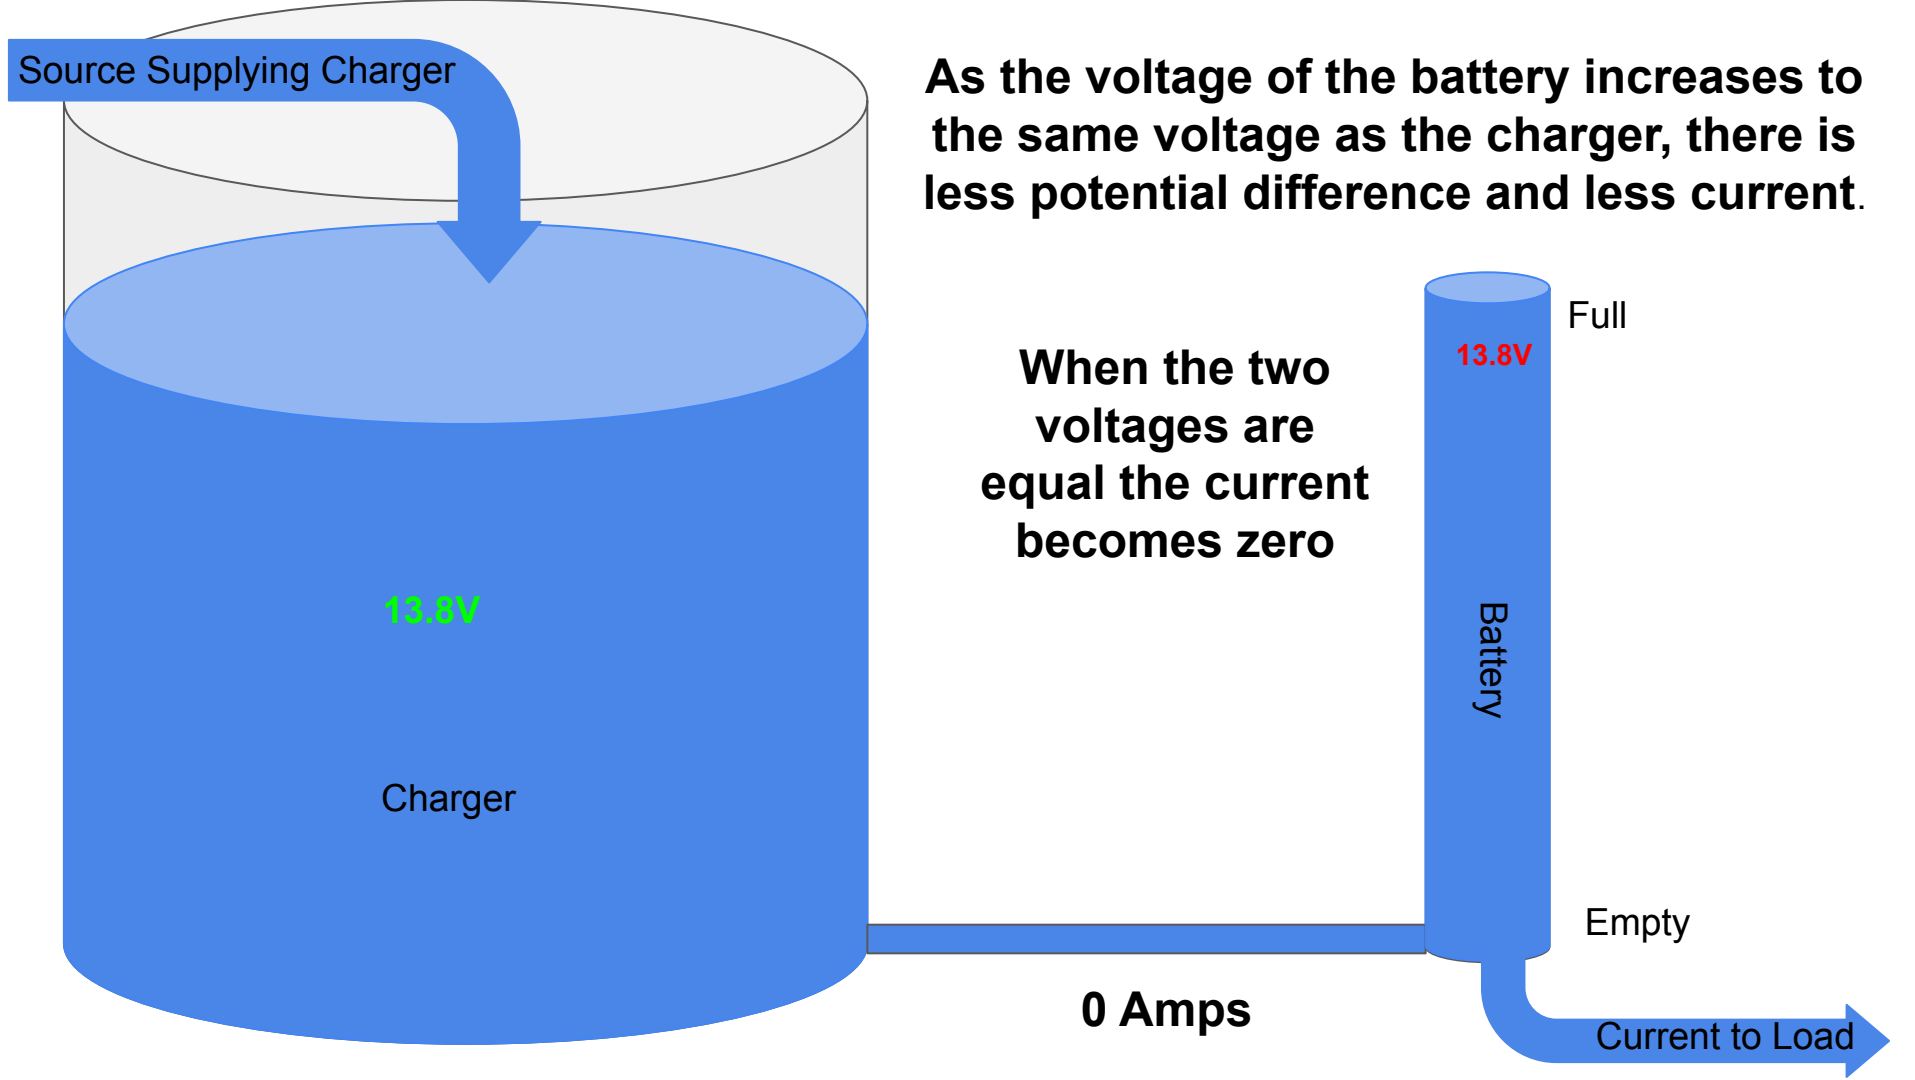 Source Supplying Charger
As the voltage of the battery increases to
the same voltage as the charger, there is
less potential difference and less current.
Full
13.8V
When the two
voltages are
equal the current
becomes zero
13.8V
Battery
Charger
Empty
0 Amps
Current to Load